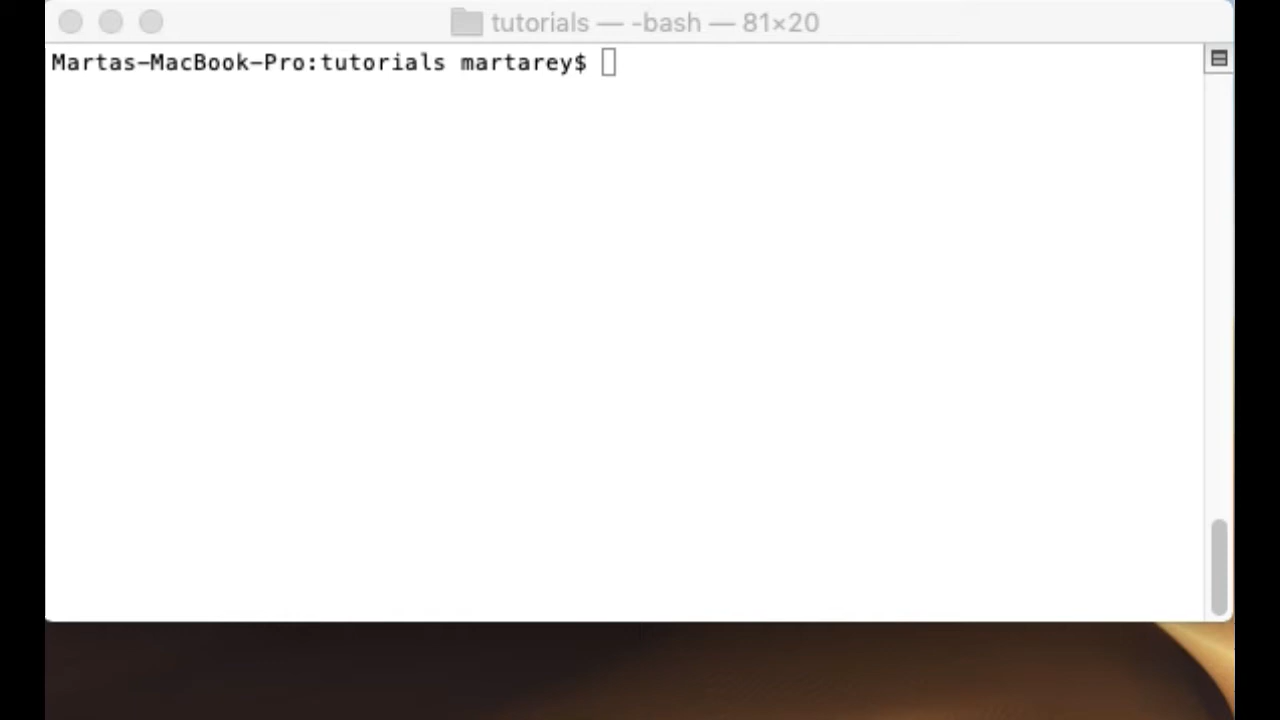 tutorials — -bash — 81×20
Martas-MacBook-Pro:tutorials martarey$